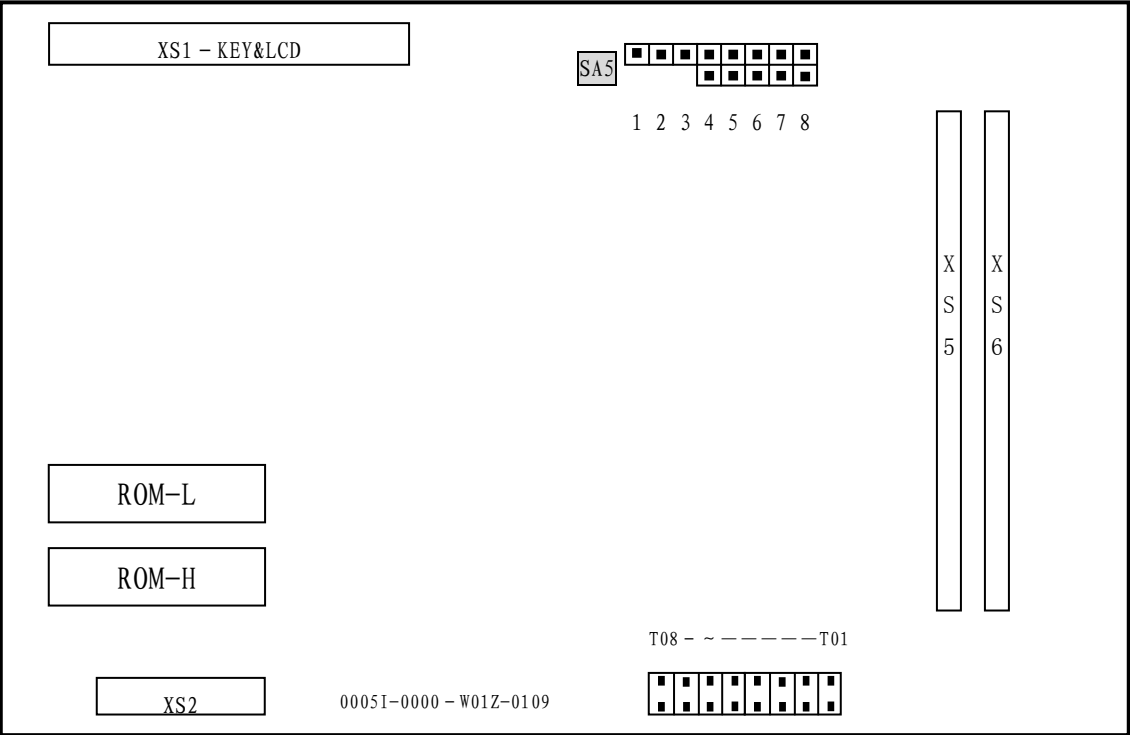 XS1－KEY&LCD
SA5
1 2 3 4 5 6 7 8
XS5
XS6
ROM—L
ROM—H
T08－~—————T01
XS2
0005I—0000－W01Z—0109